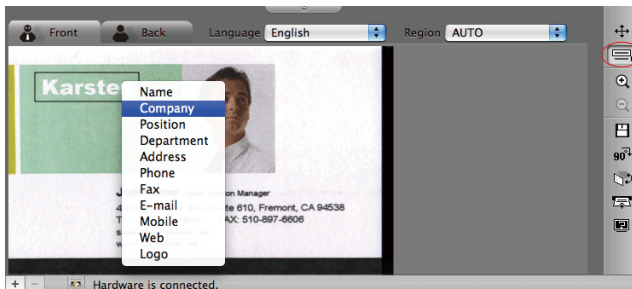 Front
Back
Language English
Region AUTO
Karste
Name
Company
Position
Department
Address
Phone
Fax
E-mail
Mobile
Web
Logo
J
on Manager
4
te 610, Fremont, CA 94538
T
AX: 510-897-6606
s
w
90°
Hardware is connected.